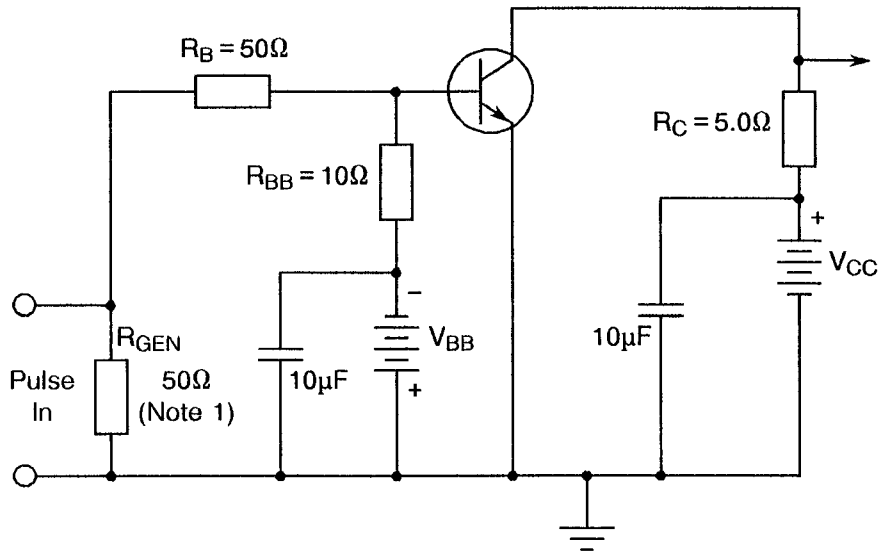 R_B = 50Ω
R_BB = 10Ω
R_C = 5.0Ω
+
V_CC
−
V_BB
+
10µF
10µF
R_GEN
50Ω
(Note 1)
Pulse
In